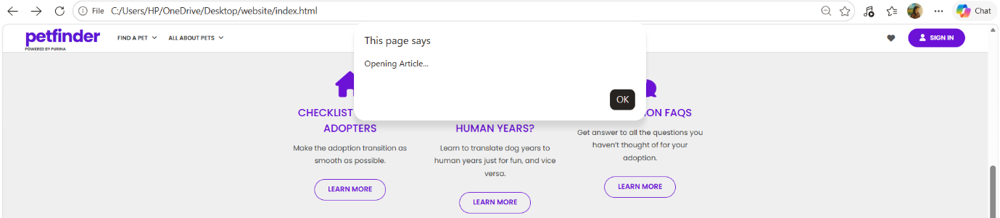 File C:/Users/HP/OneDrive/Desktop/website/index.html
Chat
petfinder
POWERED BY PURINA
FIND A PET
ALL ABOUT PETS
SIGN IN
This page says
Opening Article...
OK
CHECKLIST
ADOPTERS
Make the adoption transition as
smooth as possible.
LEARN MORE
HUMAN YEARS?
Learn to translate dog years to
human years just for fun, and vice
versa.
LEARN MORE
ON FAQS
Get answer to all the questions you
haven't thought of for your
adoption.
LEARN MORE